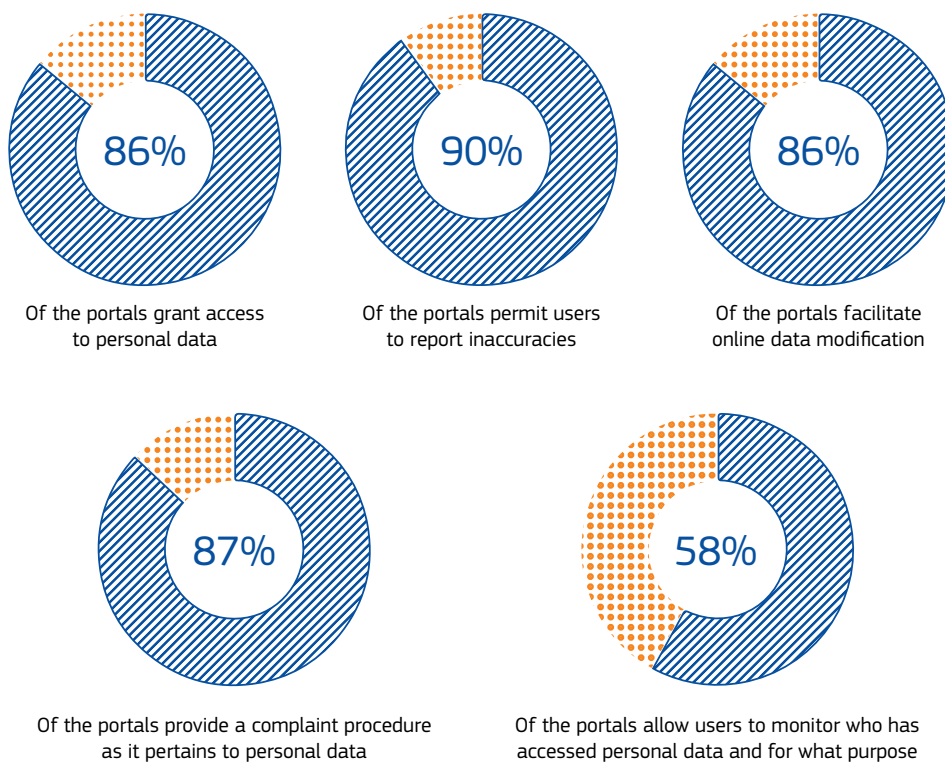 86%
Of the portals grant access
to personal data
90%
Of the portals permit users
to report inaccuracies
86%
Of the portals facilitate
online data modification
87%
Of the portals provide a complaint procedure
as it pertains to personal data
58%
Of the portals allow users to monitor who has
accessed personal data and for what purpose